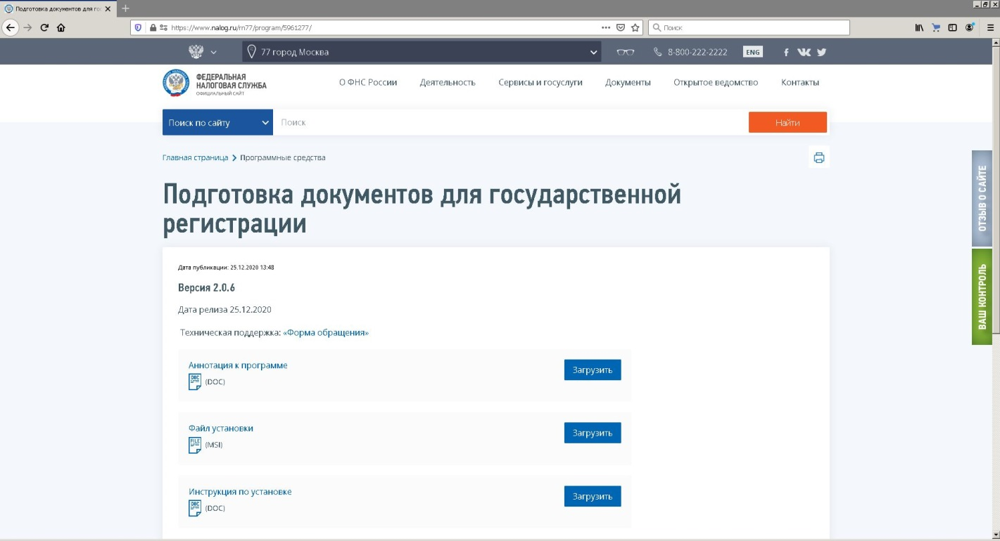 Подготовка документов для гос
https://www.nalog.ru/rn77/program/5961277/
Поиск
77 город Москва
8-800-222-2222
ENG
ФЕДЕРАЛЬНАЯ
НАЛОГОВАЯ СЛУЖБА
ОФИЦИАЛЬНЫЙ САЙТ
О ФНС России
Деятельность
Сервисы и госуслуги
Документы
Открытое ведомство
Контакты
Поиск по сайту
Поиск
Найти
Главная страница
Программные средства
Подготовка документов для государственной
регистрации
Дата публикации: 25.12.2020 13:48
Версия 2.0.6
Дата релиза 25.12.2020
Техническая поддержка: «Форма обращения»
Аннотация к программе
DOC
(DOC)
Загрузить
Файл установки
FILE
(MSI)
Загрузить
Инструкция по установке
DOC
(DOC)
Загрузить
ОТЗЫВ О САЙТЕ
ВАШ КОНТРОЛЬ